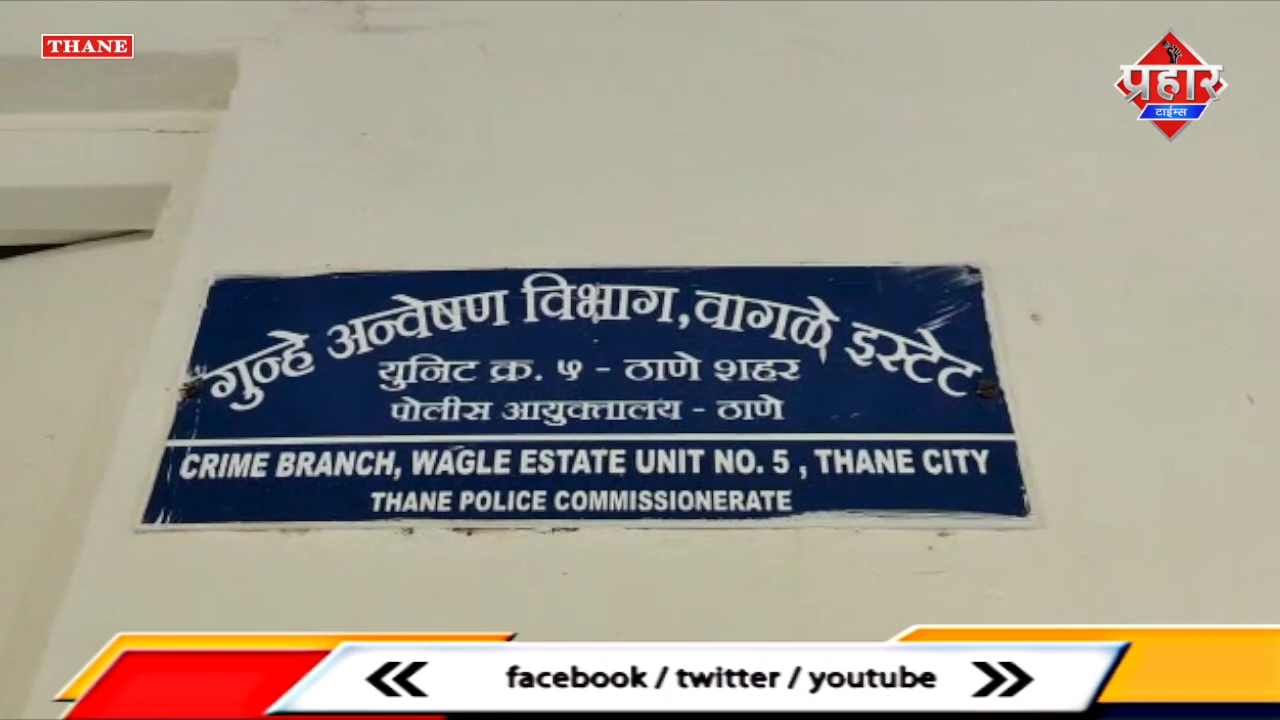 THANE
प्रहार
टाईम्स
गुन्हे अन्वेषण विभाग, वागळे इस्टेट
युनिट क्र. ५ - ठाणे शहर
पोलीस आयुक्तालय - ठाणे
CRIME BRANCH, WAGLE ESTATE UNIT NO. 5 , THANE CITY
THANE POLICE COMMISSIONERATE
facebook / twitter / youtube